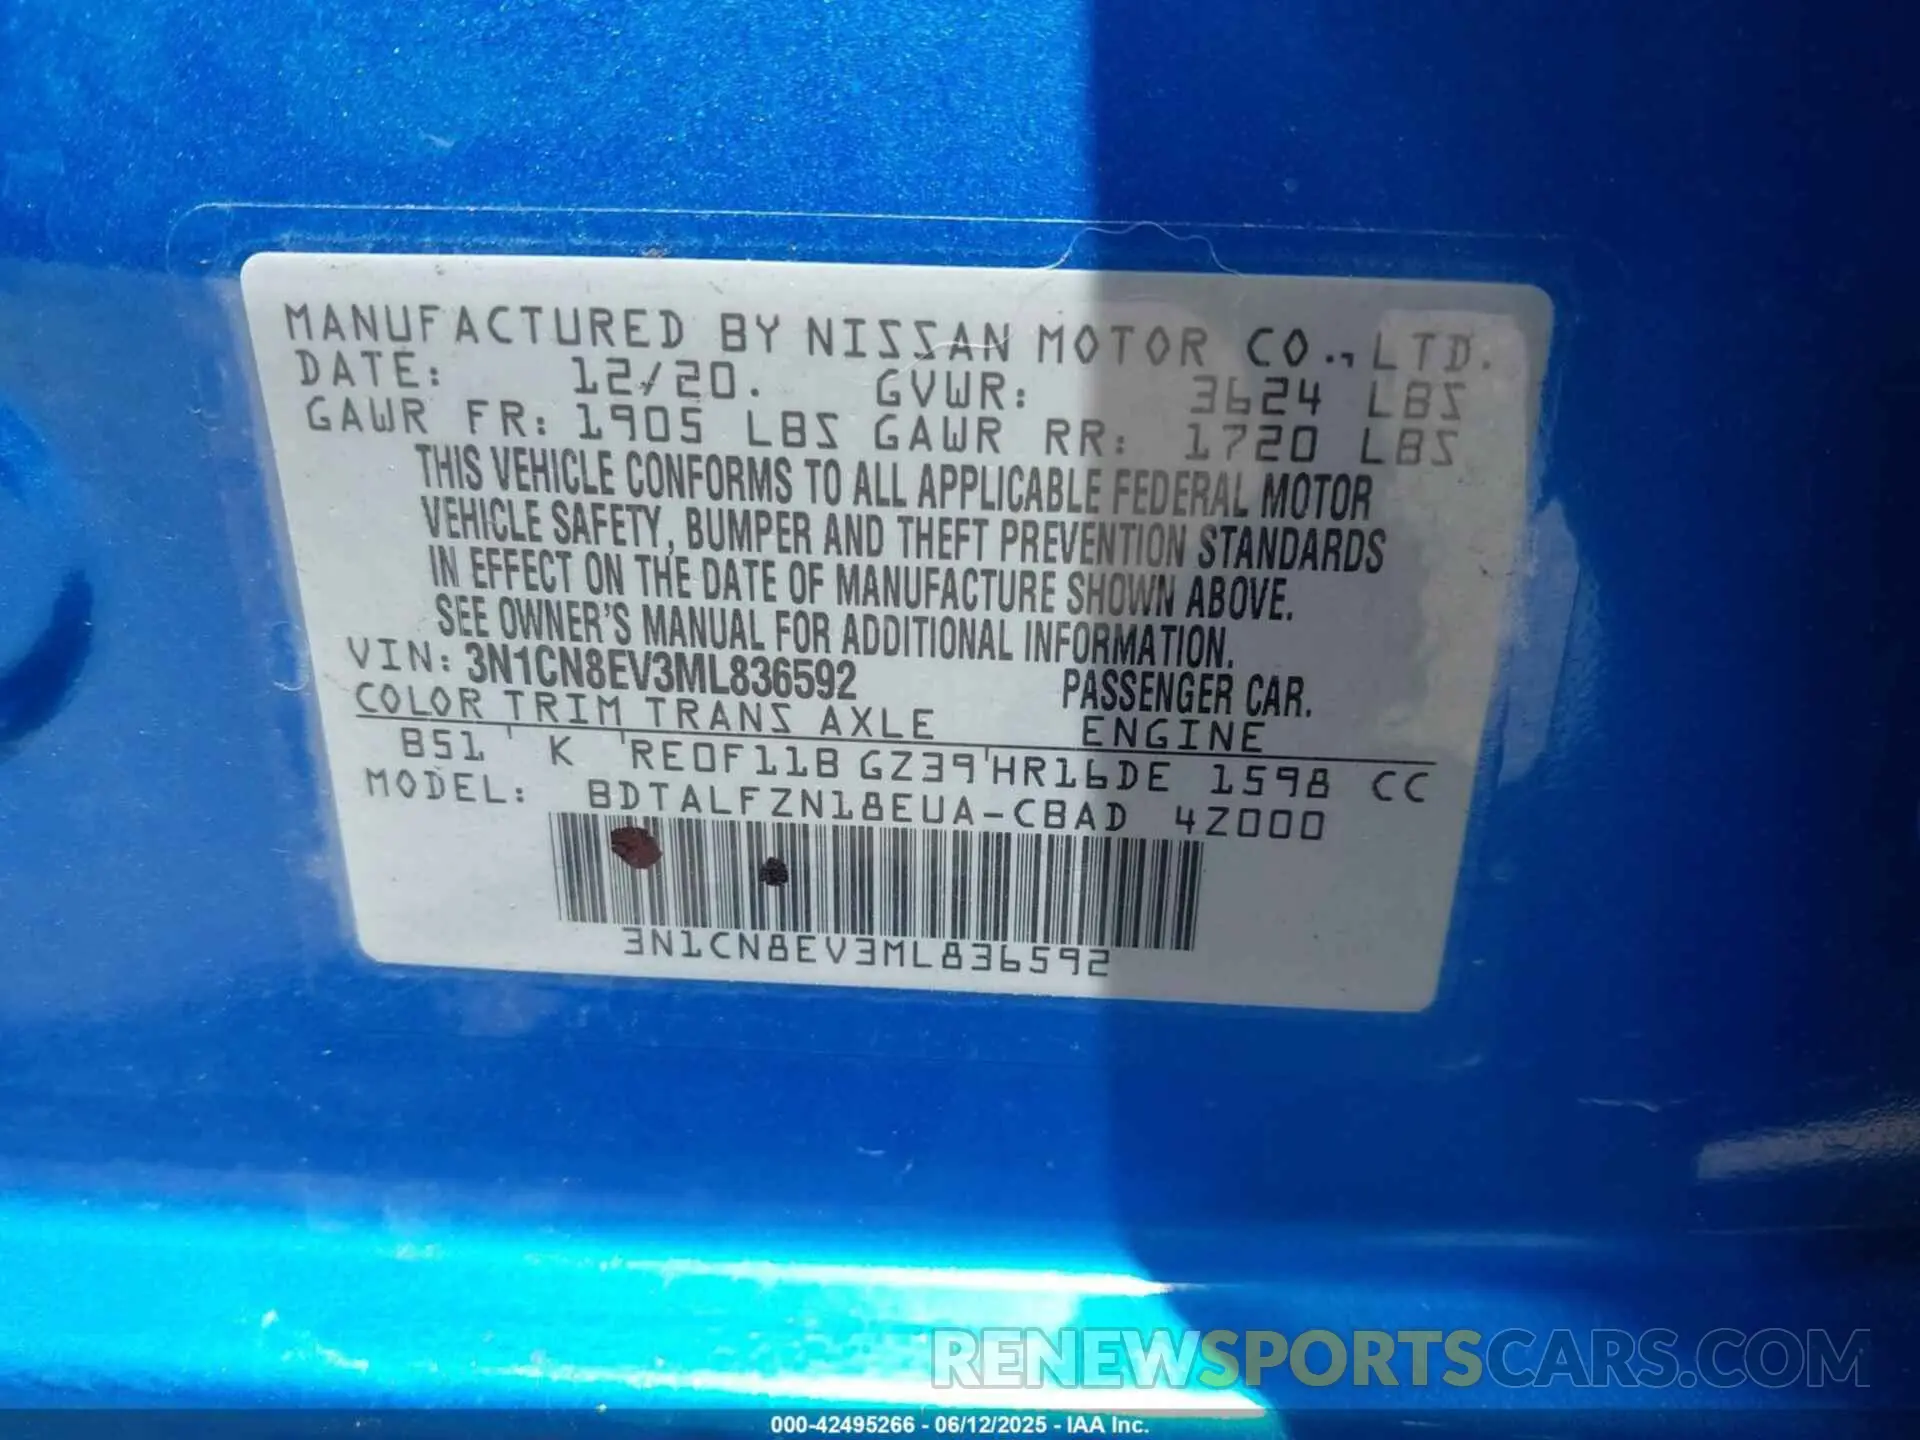 MANUFACTURED BY NISSAN MOTOR CO., LTD.
DATE: 12/20. GVWR: 3624 LBS
GAWR FR: 1905 LBS GAWR RR: 1720 LBS
THIS VEHICLE CONFORMS TO ALL APPLICABLE FEDERAL MOTOR
VEHICLE SAFETY, BUMPER AND THEFT PREVENTION STANDARDS
IN EFFECT ON THE DATE OF MANUFACTURE SHOWN ABOVE.
SEE OWNER'S MANUAL FOR ADDITIONAL INFORMATION.
VIN: 3N1CN8EV3ML836592 PASSENGER CAR.
COLOR TRIM TRANS AXLE ENGINE
B51 ' K 'RE0F11B GZ39'HR16DE 1598 CC
MODEL: BDTALFZN18EUA-CBAD 4Z000
3N1CN8EV3ML836592
RENEWSPORTSCARS.COM
000-42495266 - 06/12/2025 - IAA Inc.